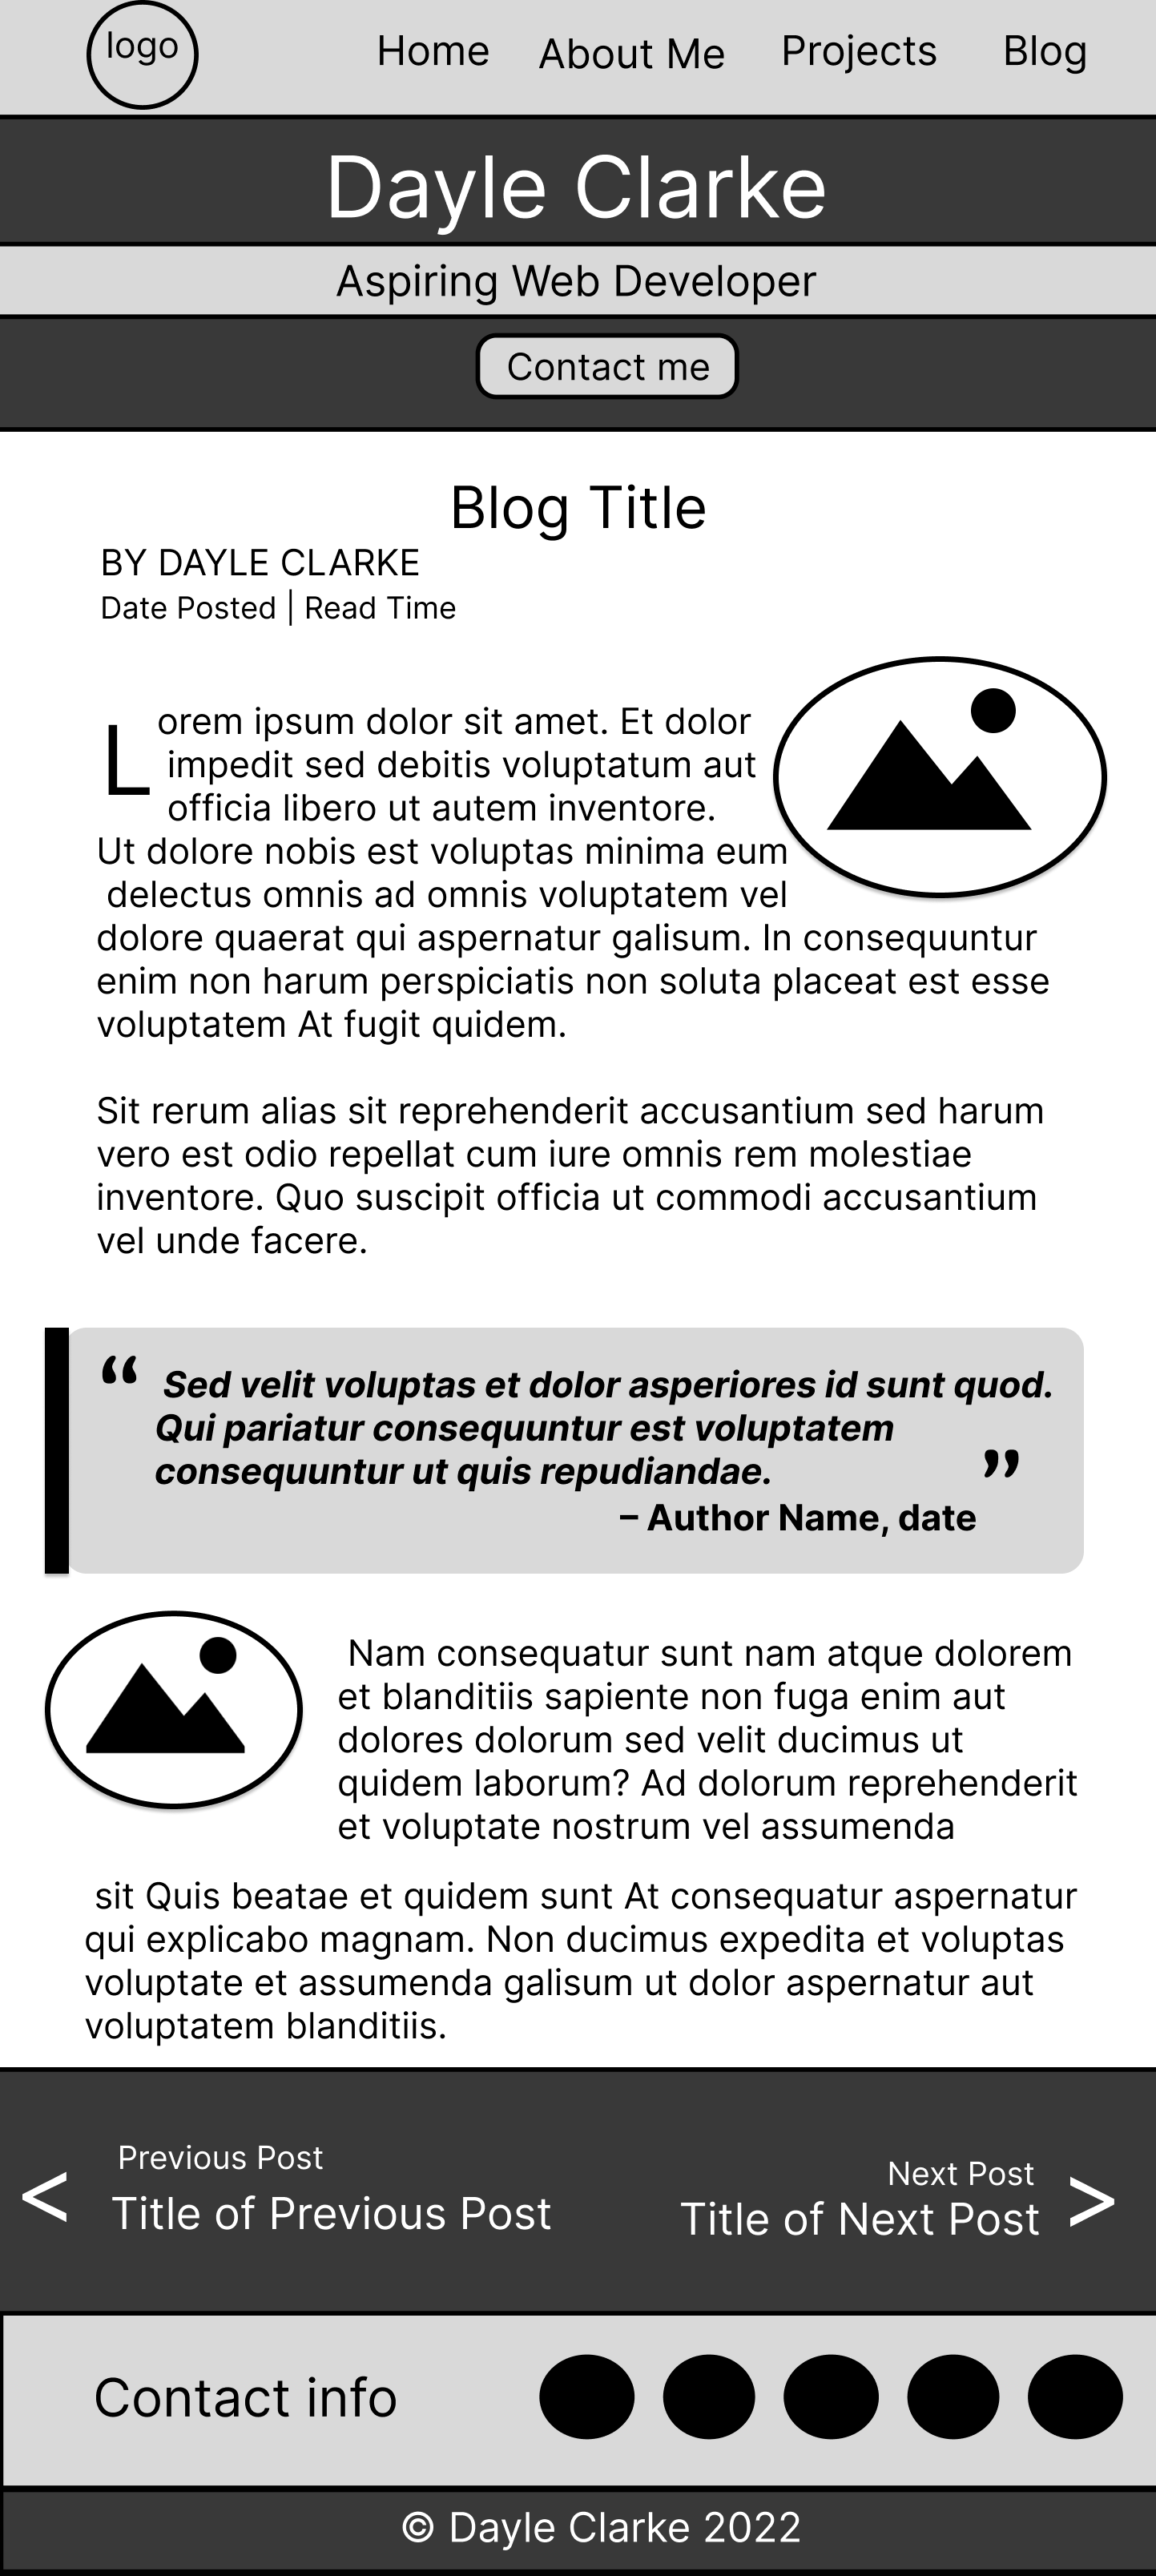 logo
Home About Me Projects Blog
Dayle Clarke
Aspiring Web Developer
Contact me
Blog Title
BY DAYLE CLARKE
Date Posted | Read Time
Lorem ipsum dolor sit amet. Et dolor
impedit sed debitis voluptatum aut
officia libero ut autem inventore.
Ut dolore nobis est voluptas minima eum
delectus omnis ad omnis voluptatem vel
dolore quaerat qui aspernatur galisum. In consequuntur
enim non harum perspiciatis non soluta placeat est esse
voluptatem At fugit quidem.
Sit rerum alias sit reprehenderit accusantium sed harum
vero est odio repellat cum iure omnis rem molestiae
inventore. Quo suscipit officia ut commodi accusantium
vel unde facere.
“ Sed velit voluptas et dolor asperiores id sunt quod.
Qui pariatur consequuntur est voluptatem
consequuntur ut quis repudiandae. ”
– Author Name, date
Nam consequatur sunt nam atque dolorem
et blanditiis sapiente non fuga enim aut
dolores dolorum sed velit ducimus ut
quidem laborum? Ad dolorum reprehenderit
et voluptate nostrum vel assumenda
sit Quis beatae et quidem sunt At consequatur aspernatur
qui explicabo magnam. Non ducimus expedita et voluptas
voluptate et assumenda galisum ut dolor aspernatur aut
voluptatem blanditiis.
<
Previous Post
Title of Previous Post
Next Post
Title of Next Post
>
Contact info
© Dayle Clarke 2022